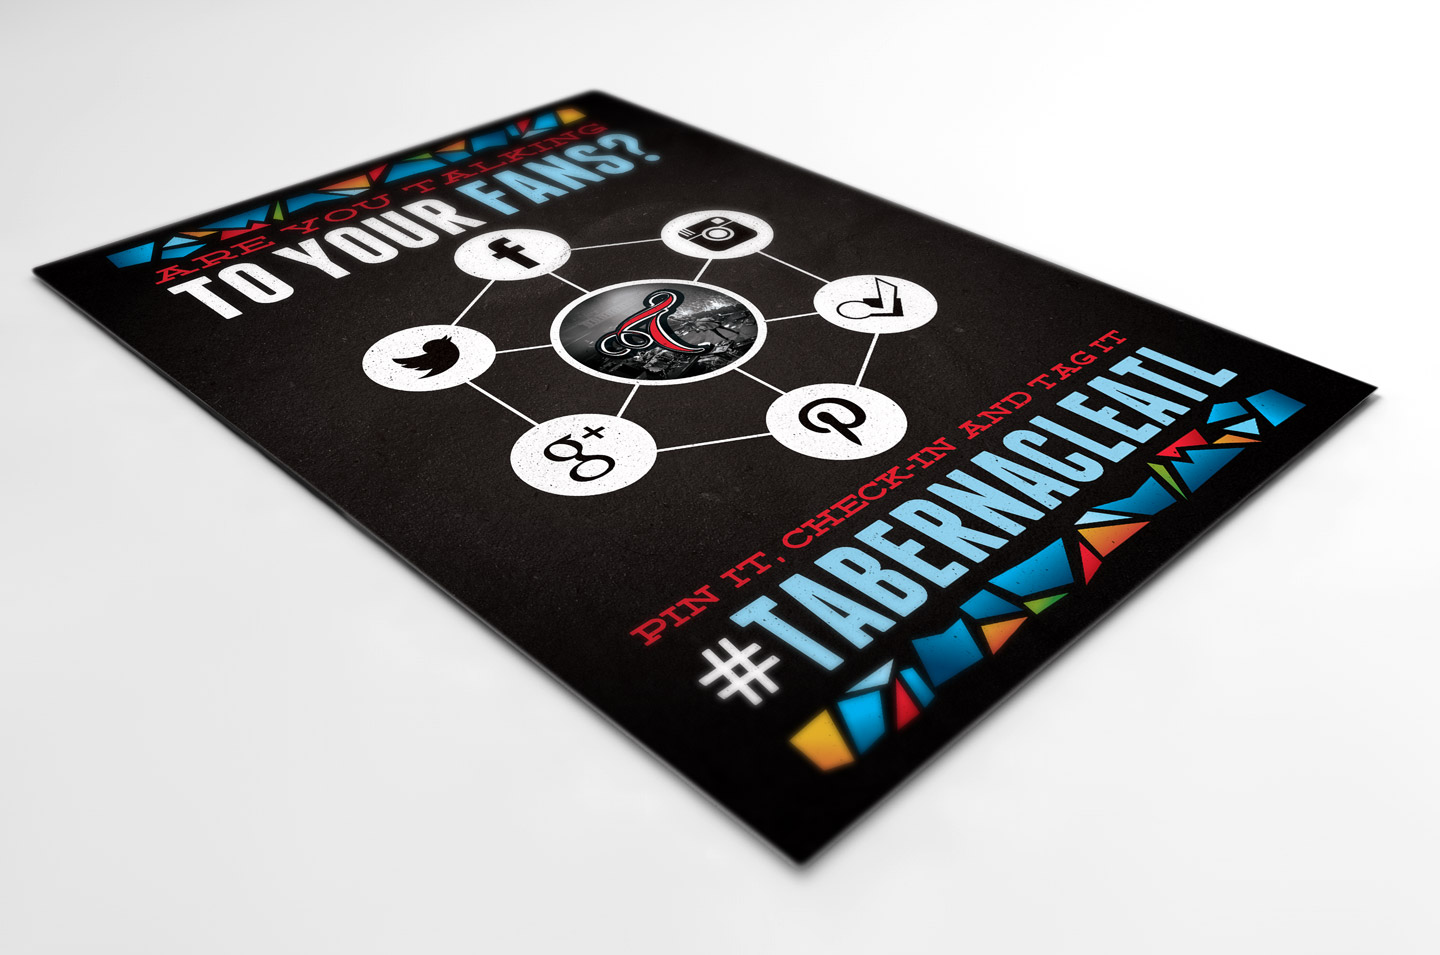 ARE YOU TALKING
TO YOUR FANS?
f
g+
PIN IT, CHECK-IN AND TAG IT
#TABERNACLEATL